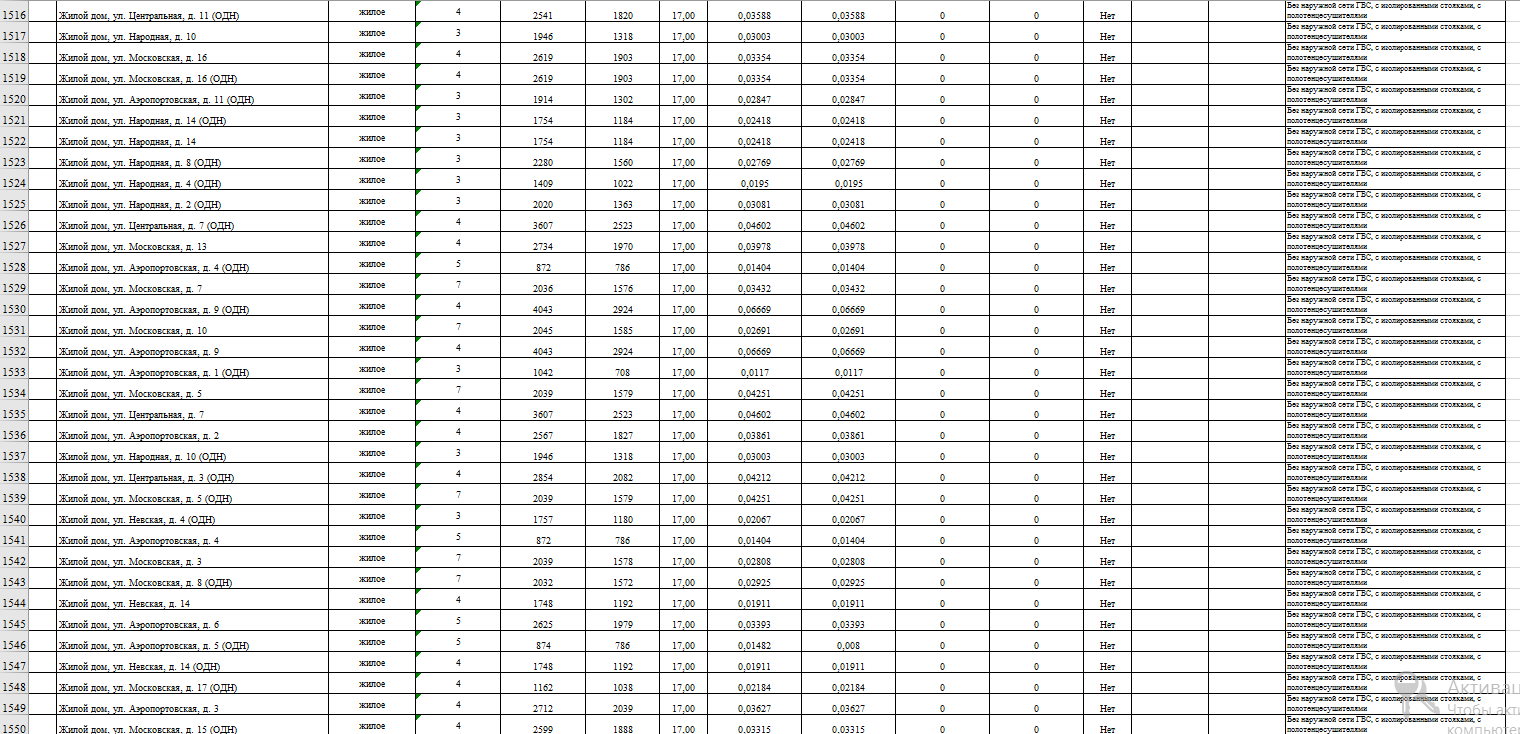 1516 Жилой дом, ул. Центральная, д. 11 (ОДН) жилое 4 2541 1820 17,00 0,03588 0,03588 0 0 Нет Без наружной сети ГВС, с изолированными стояками, с полотенцесушителями
1517 Жилой дом, ул. Народная, д. 10 жилое 3 1946 1318 17,00 0,03003 0,03003 0 0 Нет Без наружной сети ГВС, с изолированными стояками, с полотенцесушителями
1518 Жилой дом, ул. Московская, д. 16 жилое 4 2619 1903 17,00 0,03354 0,03354 0 0 Нет Без наружной сети ГВС, с изолированными стояками, с полотенцесушителями
1519 Жилой дом, ул. Московская, д. 16 (ОДН) жилое 4 2619 1903 17,00 0,03354 0,03354 0 0 Нет Без наружной сети ГВС, с изолированными стояками, с полотенцесушителями
1520 Жилой дом, ул. Аэропортовская, д. 11 (ОДН) жилое 3 1914 1302 17,00 0,02847 0,02847 0 0 Нет Без наружной сети ГВС, с изолированными стояками, с полотенцесушителями
1521 Жилой дом, ул. Народная, д. 14 (ОДН) жилое 3 1754 1184 17,00 0,02418 0,02418 0 0 Нет Без наружной сети ГВС, с изолированными стояками, с полотенцесушителями
1522 Жилой дом, ул. Народная, д. 14 жилое 3 1754 1184 17,00 0,02418 0,02418 0 0 Нет Без наружной сети ГВС, с изолированными стояками, с полотенцесушителями
1523 Жилой дом, ул. Народная, д. 8 (ОДН) жилое 3 2280 1560 17,00 0,02769 0,02769 0 0 Нет Без наружной сети ГВС, с изолированными стояками, с полотенцесушителями
1524 Жилой дом, ул. Народная, д. 4 (ОДН) жилое 3 1409 1022 17,00 0,0195 0,0195 0 0 Нет Без наружной сети ГВС, с изолированными стояками, с полотенцесушителями
1525 Жилой дом, ул. Народная, д. 2 (ОДН) жилое 3 2020 1363 17,00 0,03081 0,03081 0 0 Нет Без наружной сети ГВС, с изолированными стояками, с полотенцесушителями
1526 Жилой дом, ул. Центральная, д. 7 (ОДН) жилое 4 3607 2523 17,00 0,04602 0,04602 0 0 Нет Без наружной сети ГВС, с изолированными стояками, с полотенцесушителями
1527 Жилой дом, ул. Московская, д. 13 жилое 4 2734 1970 17,00 0,03978 0,03978 0 0 Нет Без наружной сети ГВС, с изолированными стояками, с полотенцесушителями
1528 Жилой дом, ул. Аэропортовская, д. 4 (ОДН) жилое 5 872 786 17,00 0,01404 0,01404 0 0 Нет Без наружной сети ГВС, с изолированными стояками, с полотенцесушителями
1529 Жилой дом, ул. Московская, д. 7 жилое 7 2036 1576 17,00 0,03432 0,03432 0 0 Нет Без наружной сети ГВС, с изолированными стояками, с полотенцесушителями
1530 Жилой дом, ул. Аэропортовская, д. 9 (ОДН) жилое 4 4043 2924 17,00 0,06669 0,06669 0 0 Нет Без наружной сети ГВС, с изолированными стояками, с полотенцесушителями
1531 Жилой дом, ул. Московская, д. 10 жилое 7 2045 1585 17,00 0,02691 0,02691 0 0 Нет Без наружной сети ГВС, с изолированными стояками, с полотенцесушителями
1532 Жилой дом, ул. Аэропортовская, д. 9 жилое 4 4043 2924 17,00 0,06669 0,06669 0 0 Нет Без наружной сети ГВС, с изолированными стояками, с полотенцесушителями
1533 Жилой дом, ул. Аэропортовская, д. 1 (ОДН) жилое 3 1042 708 17,00 0,0117 0,0117 0 0 Нет Без наружной сети ГВС, с изолированными стояками, с полотенцесушителями
1534 Жилой дом, ул. Московская, д. 5 жилое 7 2039 1579 17,00 0,04251 0,04251 0 0 Нет Без наружной сети ГВС, с изолированными стояками, с полотенцесушителями
1535 Жилой дом, ул. Центральная, д. 7 жилое 4 3607 2523 17,00 0,04602 0,04602 0 0 Нет Без наружной сети ГВС, с изолированными стояками, с полотенцесушителями
1536 Жилой дом, ул. Аэропортовская, д. 2 жилое 4 2567 1827 17,00 0,03861 0,03861 0 0 Нет Без наружной сети ГВС, с изолированными стояками, с полотенцесушителями
1537 Жилой дом, ул. Народная, д. 10 (ОДН) жилое 3 1946 1318 17,00 0,03003 0,03003 0 0 Нет Без наружной сети ГВС, с изолированными стояками, с полотенцесушителями
1538 Жилой дом, ул. Центральная, д. 3 (ОДН) жилое 4 2854 2082 17,00 0,04212 0,04212 0 0 Нет Без наружной сети ГВС, с изолированными стояками, с полотенцесушителями
1539 Жилой дом, ул. Московская, д. 5 (ОДН) жилое 7 2039 1579 17,00 0,04251 0,04251 0 0 Нет Без наружной сети ГВС, с изолированными стояками, с полотенцесушителями
1540 Жилой дом, ул. Невская, д. 4 (ОДН) жилое 3 1757 1180 17,00 0,02067 0,02067 0 0 Нет Без наружной сети ГВС, с изолированными стояками, с полотенцесушителями
1541 Жилой дом, ул. Аэропортовская, д. 4 жилое 5 872 786 17,00 0,01404 0,01404 0 0 Нет Без наружной сети ГВС, с изолированными стояками, с полотенцесушителями
1542 Жилой дом, ул. Московская, д. 3 жилое 7 2039 1578 17,00 0,02808 0,02808 0 0 Нет Без наружной сети ГВС, с изолированными стояками, с полотенцесушителями
1543 Жилой дом, ул. Московская, д. 8 (ОДН) жилое 7 2032 1572 17,00 0,02925 0,02925 0 0 Нет Без наружной сети ГВС, с изолированными стояками, с полотенцесушителями
1544 Жилой дом, ул. Невская, д. 14 жилое 4 1748 1192 17,00 0,01911 0,01911 0 0 Нет Без наружной сети ГВС, с изолированными стояками, с полотенцесушителями
1545 Жилой дом, ул. Аэропортовская, д. 6 жилое 5 2625 1979 17,00 0,03393 0,03393 0 0 Нет Без наружной сети ГВС, с изолированными стояками, с полотенцесушителями
1546 Жилой дом, ул. Аэропортовская, д. 5 (ОДН) жилое 5 874 786 17,00 0,01482 0,008 0 0 Нет Без наружной сети ГВС, с изолированными стояками, с полотенцесушителями
1547 Жилой дом, ул. Невская, д. 14 (ОДН) жилое 4 1748 1192 17,00 0,01911 0,01911 0 0 Нет Без наружной сети ГВС, с изолированными стояками, с полотенцесушителями
1548 Жилой дом, ул. Московская, д. 17 (ОДН) жилое 4 1162 1038 17,00 0,02184 0,02184 0 0 Нет Без наружной сети ГВС, с изолированными стояками, с полотенцесушителями
1549 Жилой дом, ул. Аэропортовская, д. 3 жилое 4 2712 2039 17,00 0,03627 0,03627 0 0 Нет Без наружной сети ГВС, с изолированными стояками, с полотенцесушителями
1550 Жилой дом, ул. Московская, д. 15 (ОДН) жилое 4 2599 1888 17,00 0,03315 0,03315 0 0 Нет Без наружной сети ГВС, с изолированными стояками, с полотенцесушителями
Активац
Чтобы акти
компьютер